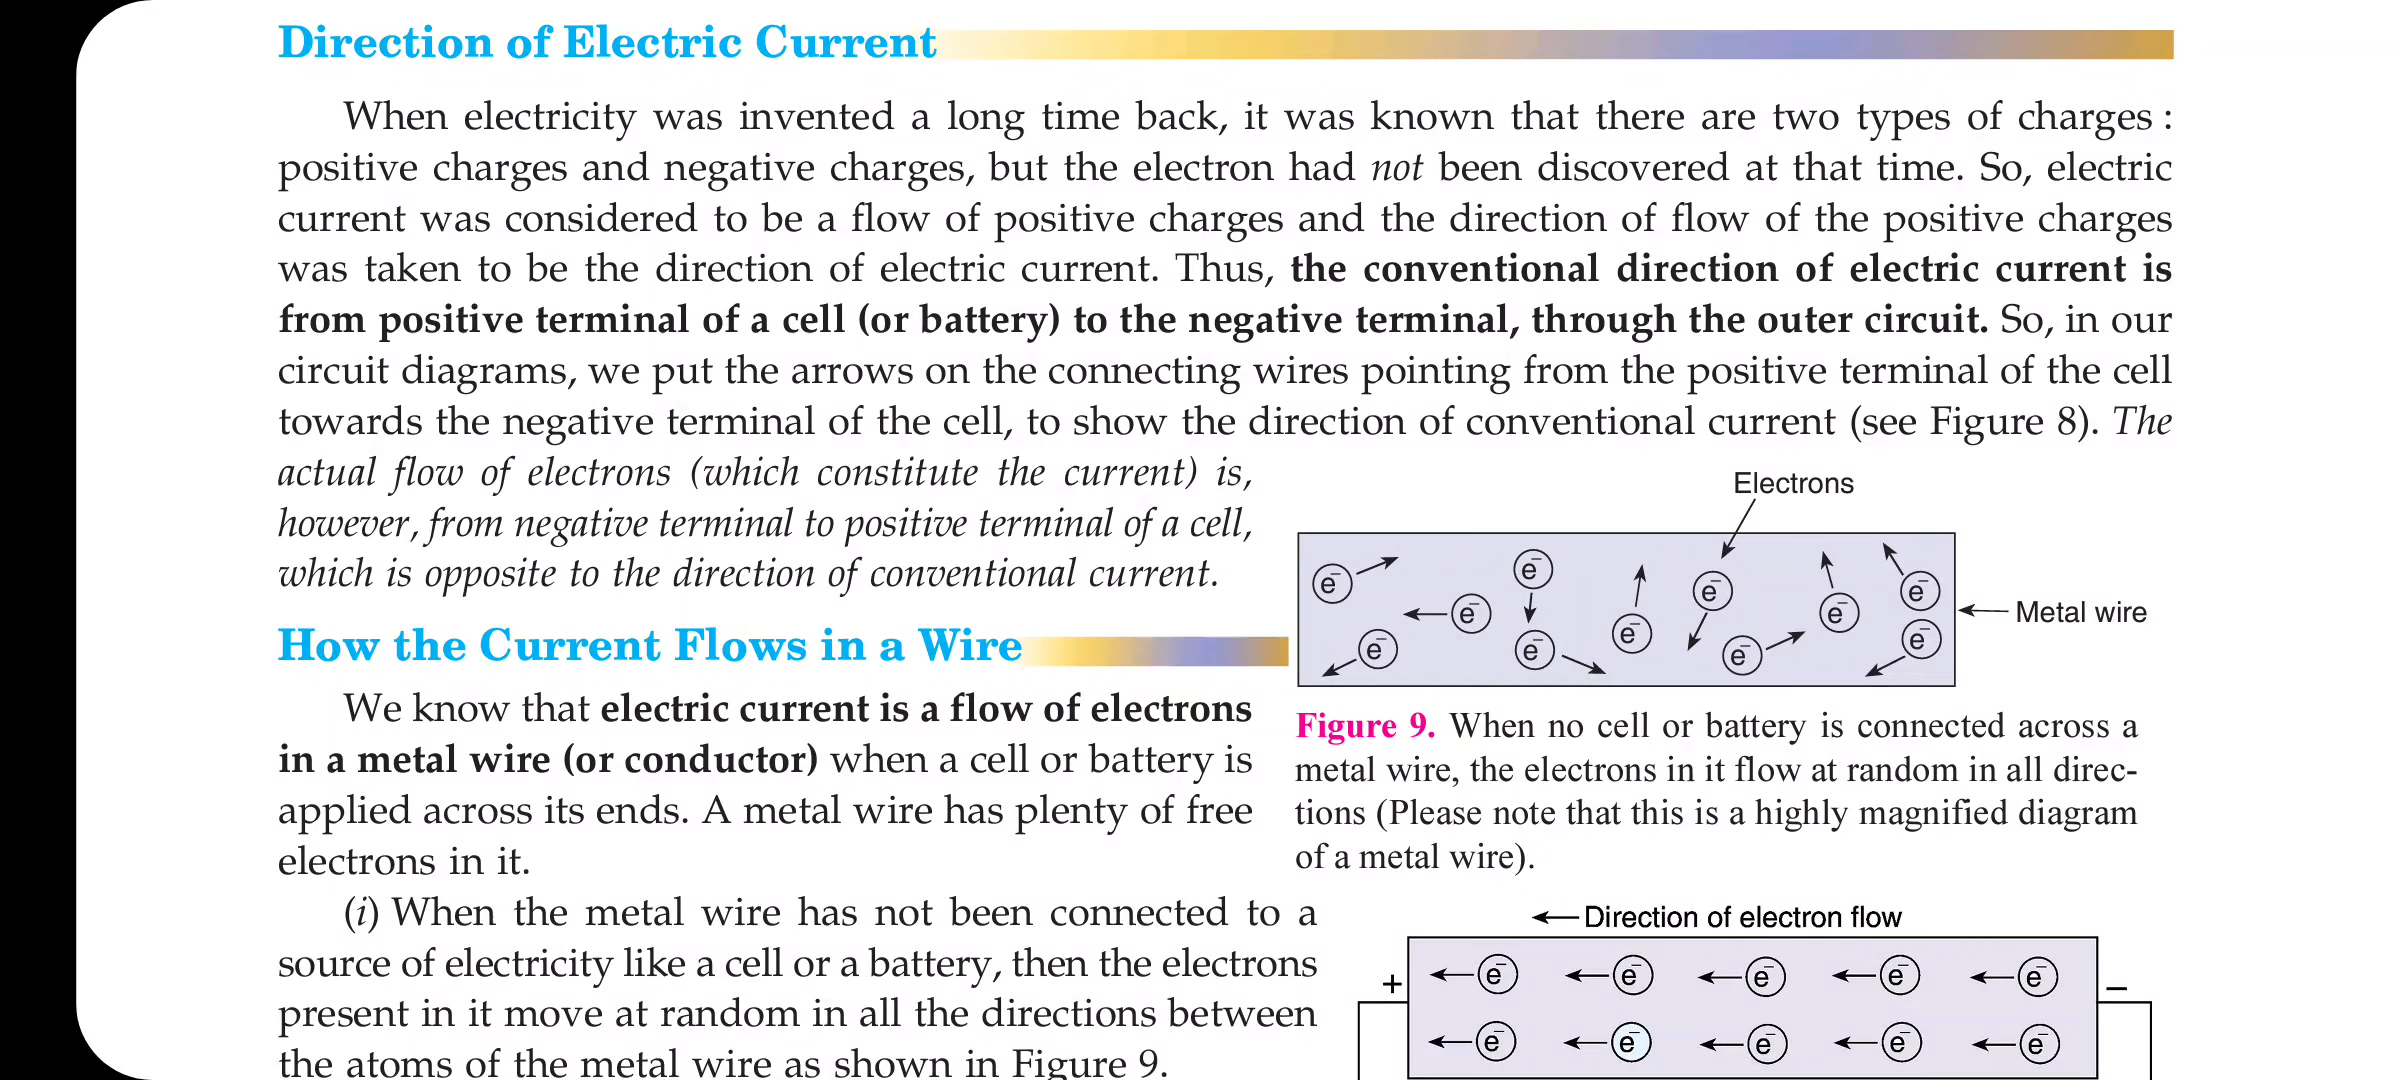 Direction of Electric Current
When electricity was invented a long time back, it was known that there are two types of charges :
positive charges and negative charges, but the electron had not been discovered at that time. So, electric
current was considered to be a flow of positive charges and the direction of flow of the positive charges
was taken to be the direction of electric current. Thus, the conventional direction of electric current is
from positive terminal of a cell (or battery) to the negative terminal, through the outer circuit. So, in our
circuit diagrams, we put the arrows on the connecting wires pointing from the positive terminal of the cell
towards the negative terminal of the cell, to show the direction of conventional current (see Figure 8). The
actual flow of electrons (which constitute the current) is,
however, from negative terminal to positive terminal of a cell,
which is opposite to the direction of conventional current.
How the Current Flows in a Wire
We know that electric current is a flow of electrons
in a metal wire (or conductor) when a cell or battery is
applied across its ends. A metal wire has plenty of free
electrons in it.
(i) When the metal wire has not been connected to a
source of electricity like a cell or a battery, then the electrons
present in it move at random in all the directions between
the atoms of the metal wire as shown in Figure 9.
Electrons
e⁻ e⁻ e⁻ e⁻
e⁻ e⁻ Metal wire
e⁻ e⁻ e⁻ e⁻ e⁻
Figure 9. When no cell or battery is connected across a
metal wire, the electrons in it flow at random in all direc-
tions (Please note that this is a highly magnified diagram
of a metal wire).
Direction of electron flow
+ e⁻ e⁻ e⁻ e⁻ e⁻ –
e⁻ e⁻ e⁻ e⁻ e⁻